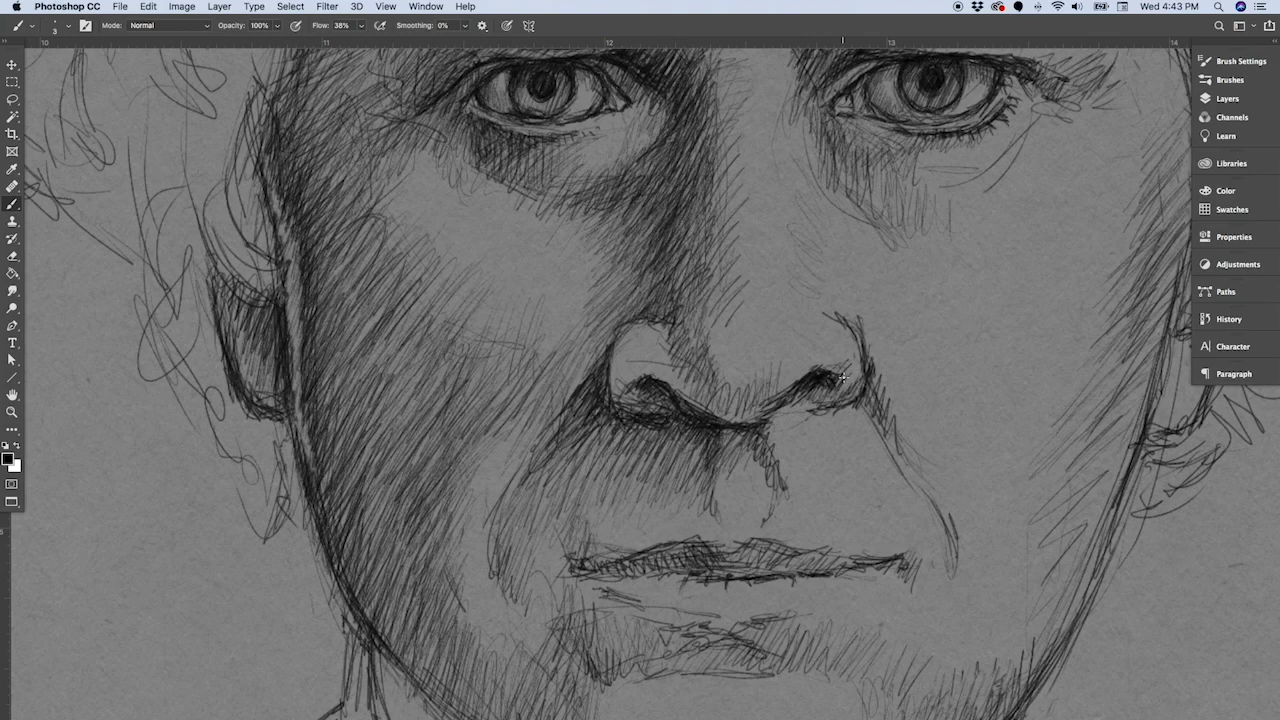 Photoshop CC File Edit Image Layer Type Select Filter 3D View Window Help Wed 4:43 PM
3 Mode: Normal Opacity: 100% Flow: 38% Smoothing: 0%
10 11 12 13 14
Brush Settings
Brushes
Layers
Channels
Learn
Libraries
Color
Swatches
Properties
Adjustments
Paths
History
A Character
Paragraph